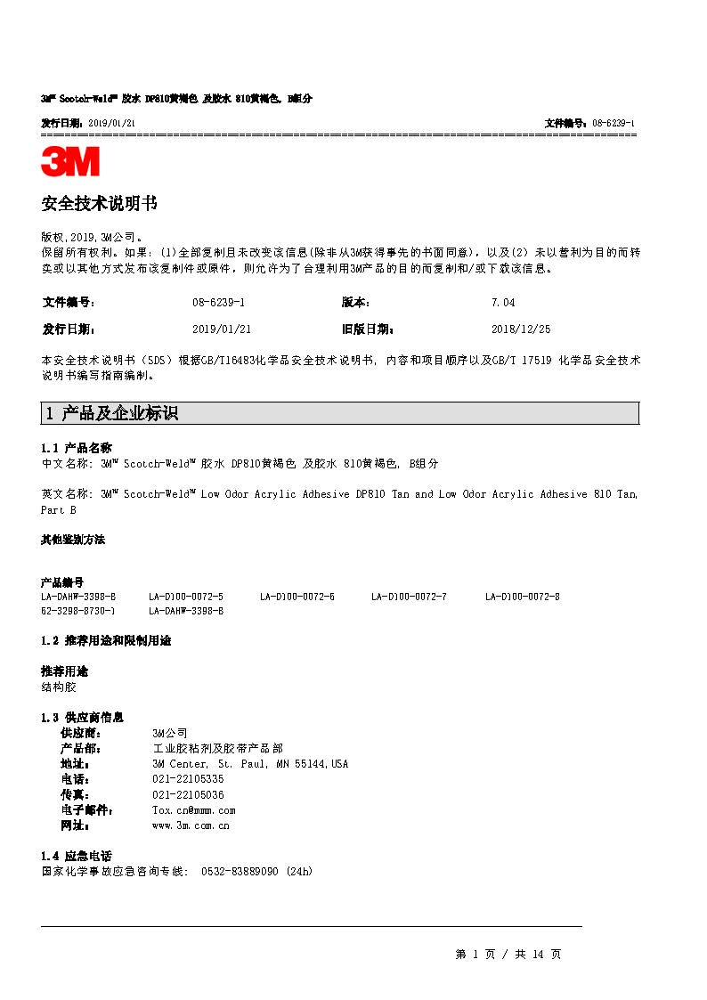 3M™ Scotch-Weld™ 胶水 DP810黄褐色 及胶水 810黄褐色, B组分
发行日期: 2019/01/21 文件编号: 08-6239-1
==========================================================================================
3M
安全技术说明书
版权,2019,3M公司。
保留所有权利。如果: (1)全部复制且未改变该信息(除非从3M获得事先的书面同意), 以及(2) 未以营利为目的而转
卖或以其他方式发布该复制件或原件, 则允许为了合理利用3M产品的目的而复制和/或下载该信息。
文件编号: 08-6239-1 版本: 7.04
发行日期: 2019/01/21 旧版日期: 2018/12/25
本安全技术说明书（SDS）根据GB/T16483化学品安全技术说明书, 内容和项目顺序以及GB/T 17519 化学品安全技术
说明书编写指南编制。
1 产品及企业标识
1.1 产品名称
中文名称: 3M™ Scotch-Weld™ 胶水 DP810黄褐色 及胶水 810黄褐色, B组分
英文名称: 3M™ Scotch-Weld™ Low Odor Acrylic Adhesive DP810 Tan and Low Odor Acrylic Adhesive 810 Tan,
Part B
其他鉴别方法
产品编号
LA-DAHW-3398-B LA-D100-0072-5 LA-D100-0072-6 LA-D100-0072-7 LA-D100-0072-8
62-3298-8730-1 LA-DAHW-3398-B
1.2 推荐用途和限制用途
推荐用途
结构胶
1.3 供应商信息
供应商: 3M公司
产品部: 工业胶粘剂及胶带产品部
地址: 3M Center, St. Paul, MN 55144,USA
电话: 021-22105335
传真: 021-22105036
电子邮件: Tox.cn@mmm.com
网址: www.3m.com.cn
1.4 应急电话
国家化学事故应急咨询专线: 0532-83889090 (24h)
第 1 页 / 共 14 页